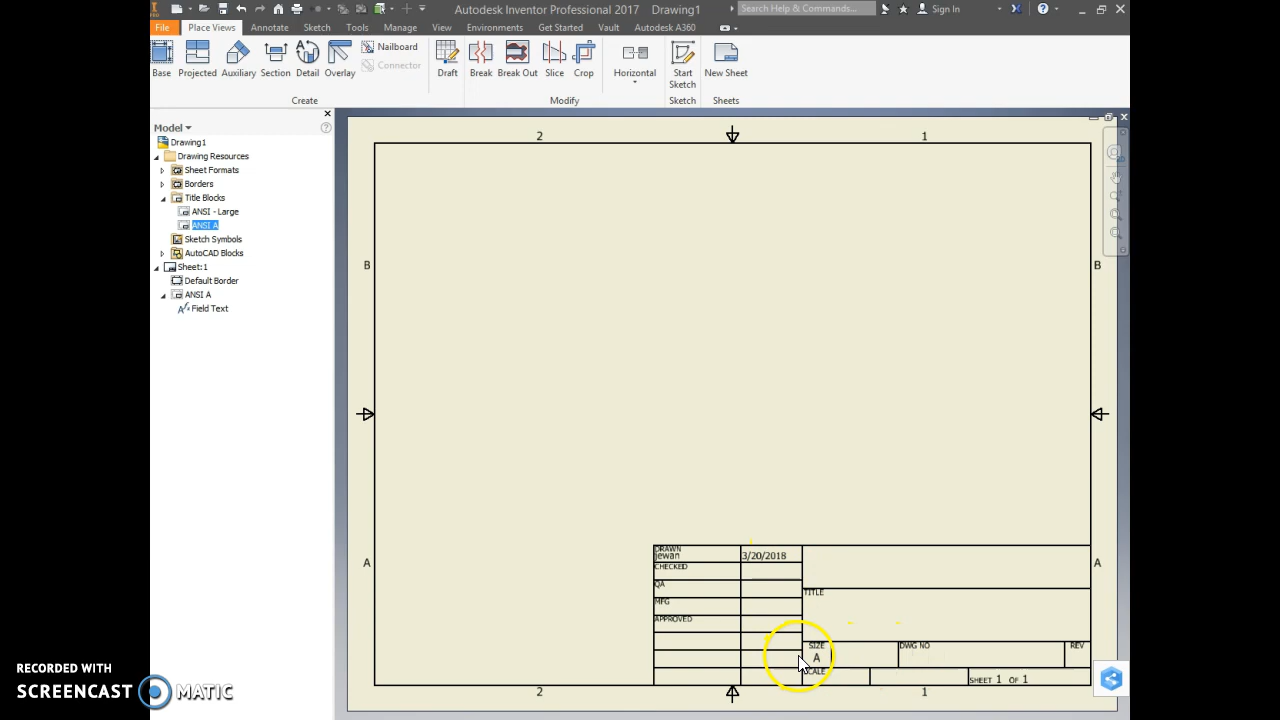 Autodesk Inventor Professional 2017 Drawing1
Search Help & Commands...
Sign In
File Place Views Annotate Sketch Tools Manage View Environments Get Started Vault Autodesk A360
Base Projected Auxiliary Section Detail Overlay
Nailboard
Connector
Draft Break Break Out Slice Crop Horizontal Start Sketch New Sheet
Create Modify Sketch Sheets
Model
Drawing1
Drawing Resources
Sheet Formats
Borders
Title Blocks
ANSI - Large
ANSI A
Sketch Symbols
AutoCAD Blocks
Sheet:1
Default Border
ANSI A
Field Text
2 1
B B
A A
DRAWN
jewan 3/20/2018
CHECKED
QA
MFG
APPROVED
TITLE
SIZE
A
DWG NO
REV
SCALE
SHEET 1 OF 1
2 1
RECORDED WITH
SCREENCAST MATIC